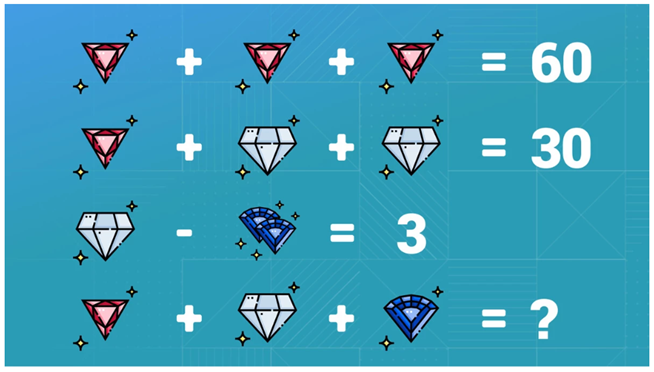 + + = 60
+ + = 30
- = 3
+ + = ?